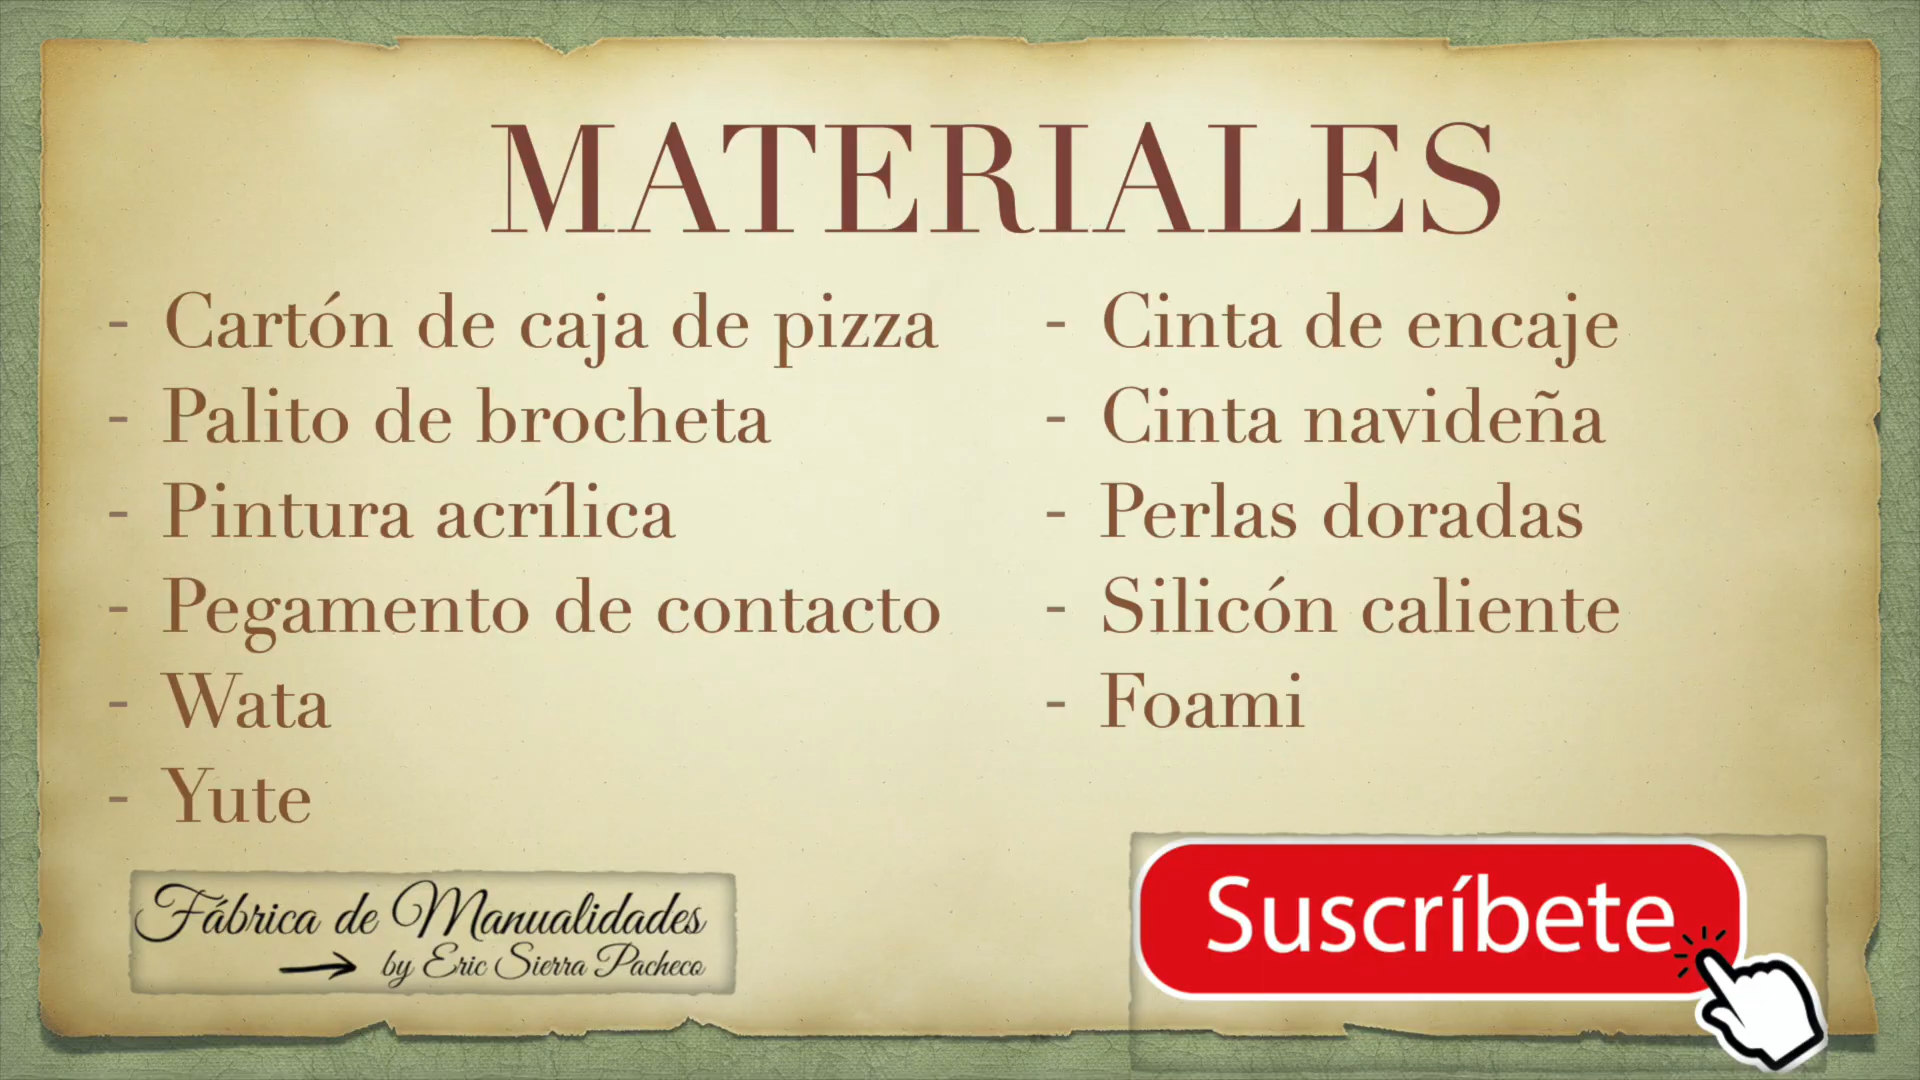 MATERIALES
- Cartón de caja de pizza
- Palito de brocheta
- Pintura acrílica
- Pegamento de contacto
- Wata
- Yute
- Cinta de encaje
- Cinta navideña
- Perlas doradas
- Silicón caliente
- Foami
Fábrica de Manualidades
by Eric Sierra Pacheco
Suscríbete